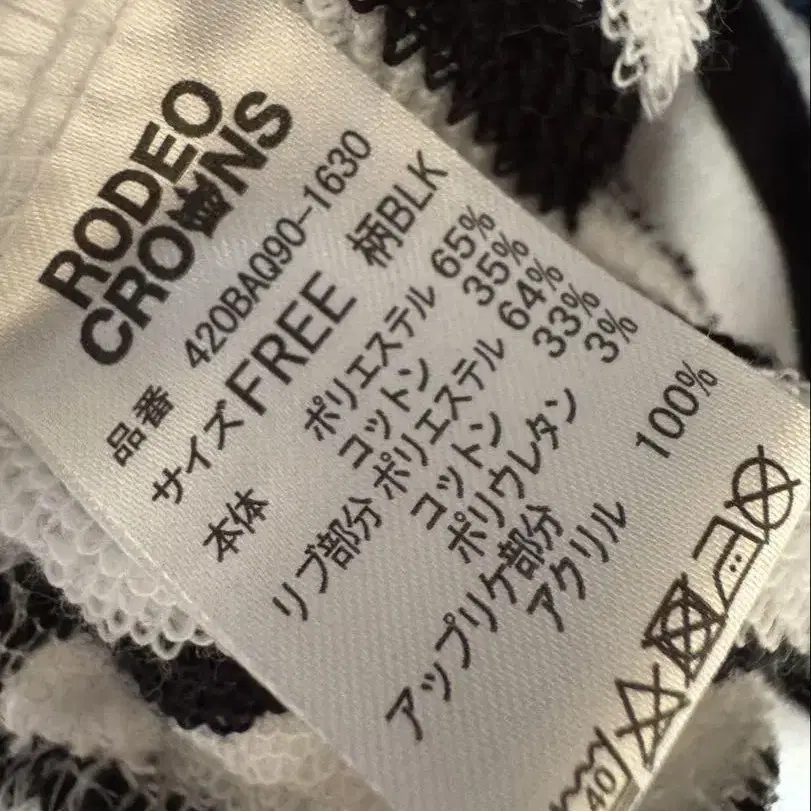 RODEO
CROWNS
品番 420BAQ90-1630
サイズ FREE 柄BLK
本体 ポリエステル 65%
コットン 35%
リブ部分 ポリエステル 64%
コットン 33%
ポリウレタン 3%
アップリケ部分
アクリル 100%
40